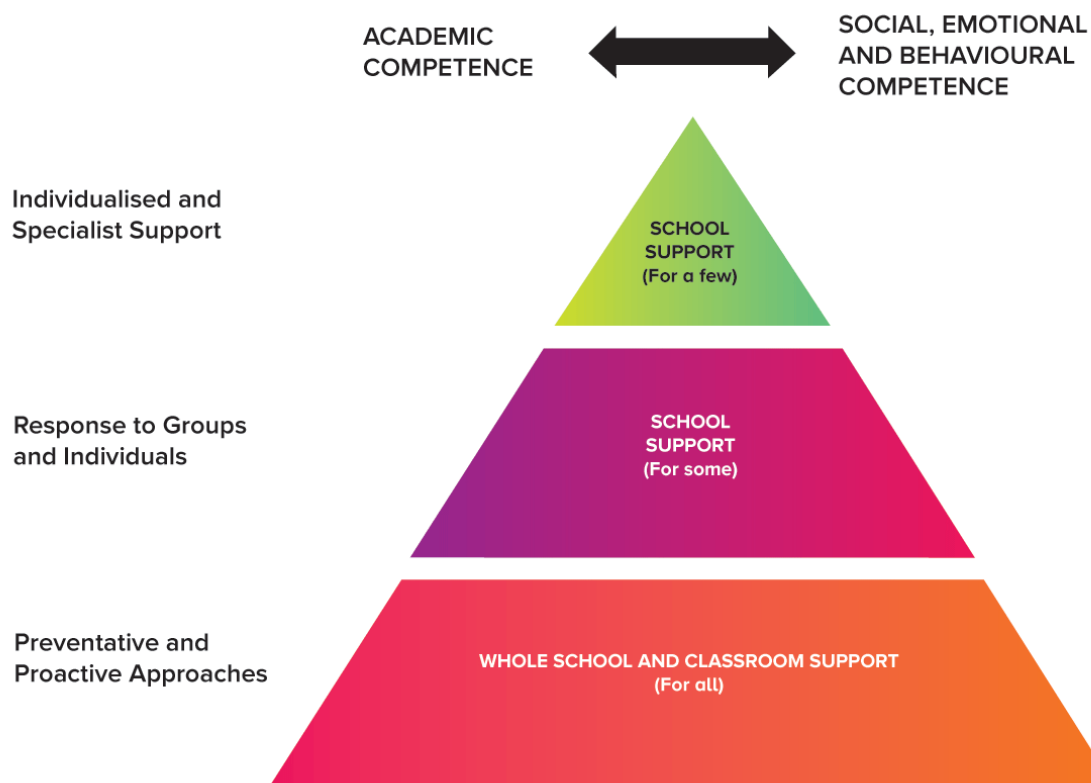 ACADEMIC
COMPETENCE
SOCIAL, EMOTIONAL
AND BEHAVIOURAL
COMPETENCE
Individualised and
Specialist Support
SCHOOL
SUPPORT
(For a few)
Response to Groups
and Individuals
SCHOOL
SUPPORT
(For some)
Preventative and
Proactive Approaches
WHOLE SCHOOL AND CLASSROOM SUPPORT
(For all)